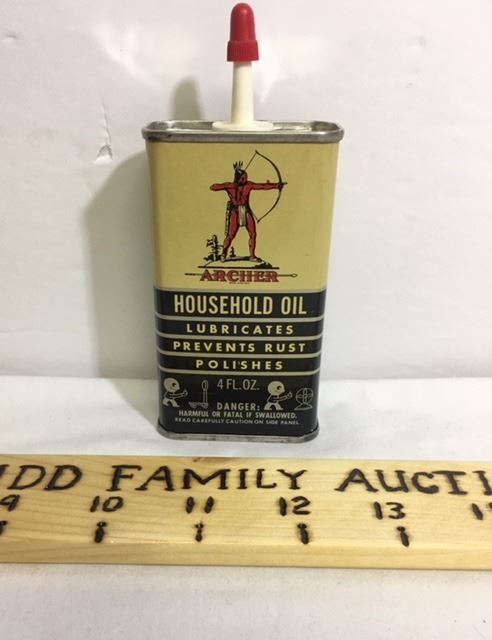 ARCHER
HOUSEHOLD OIL
LUBRICATES
PREVENTS RUST
POLISHES
4 FL. OZ.
DANGER:
HARMFUL OR FATAL IF SWALLOWED.
READ CAREFULLY CAUTION ON SIDE PANEL.
DD FAMILY AUCTI
9 10 11 12 13